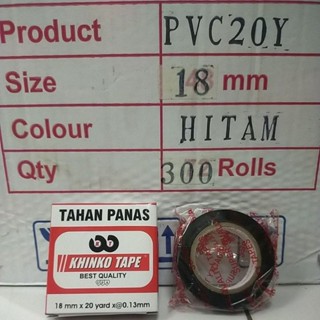 Product PVC20Y
Size 18 mm
Colour HITAM
Qty 300 Rolls
TAHAN PANAS
KHINKO TAPE
BEST QUALITY
18 mm x 20 yard x@0.13mm